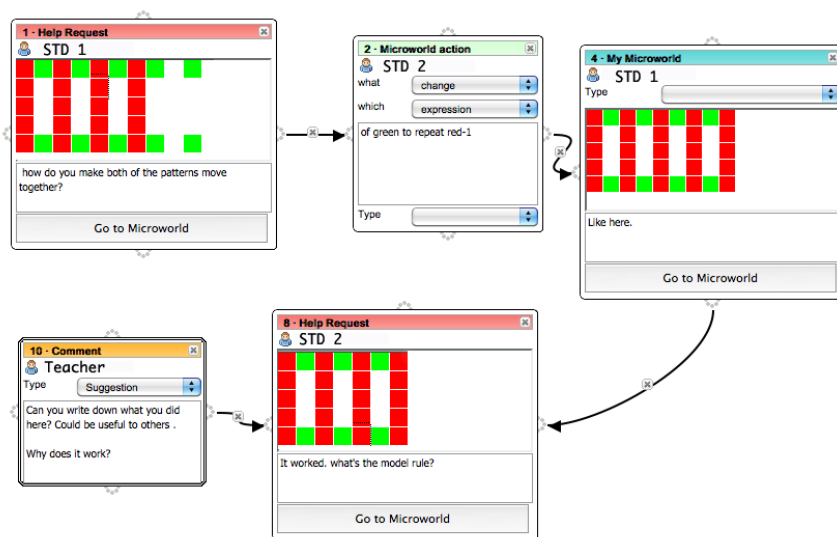 1 - Help Request
STD 1
how do you make both of the patterns move
together?
Go to Microworld
2 - Microworld action
STD 2
what change
which expression
of green to repeat red-1
Type
4 - My Microworld
STD 1
Type
Like here.
Go to Microworld
10 - Comment
Teacher
Type Suggestion
Can you write down what you did
here? Could be useful to others .
Why does it work?
8 - Help Request
STD 2
It worked. what's the model rule?
Go to Microworld